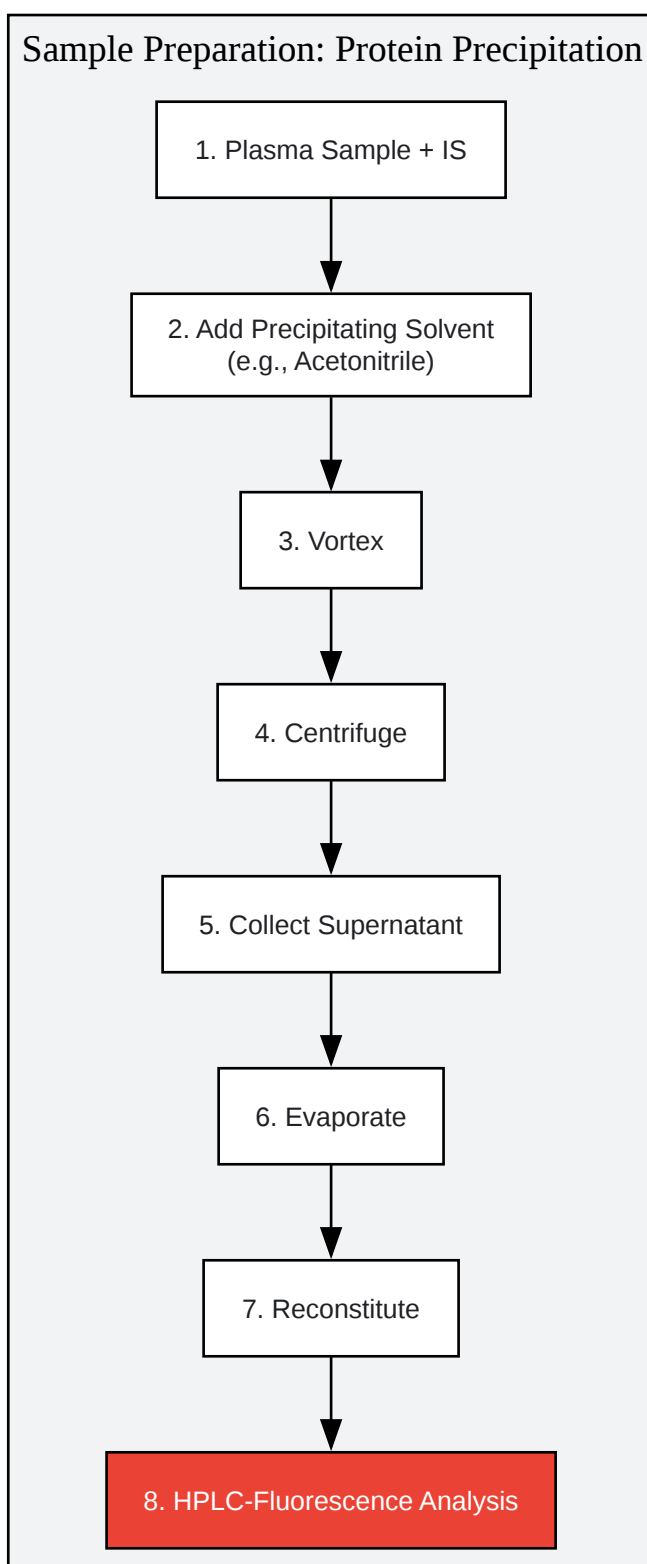 Sample Preparation: Protein Precipitation
1. Plasma Sample + IS
2. Add Precipitating Solvent
(e.g., Acetonitrile)
3. Vortex
4. Centrifuge
5. Collect Supernatant
6. Evaporate
7. Reconstitute
8. HPLC-Fluorescence Analysis